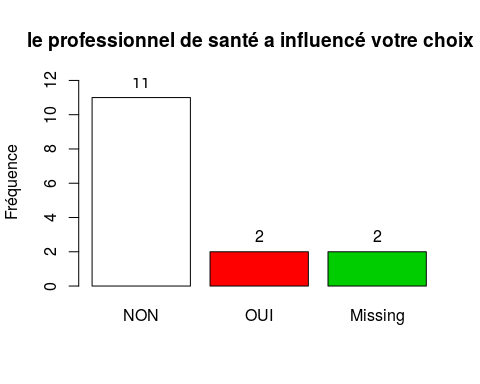 le professionnel de santé a influencé votre choix
12
11
10
8
6
4
2
0
Fréquence
2
2
NON
OUI
Missing